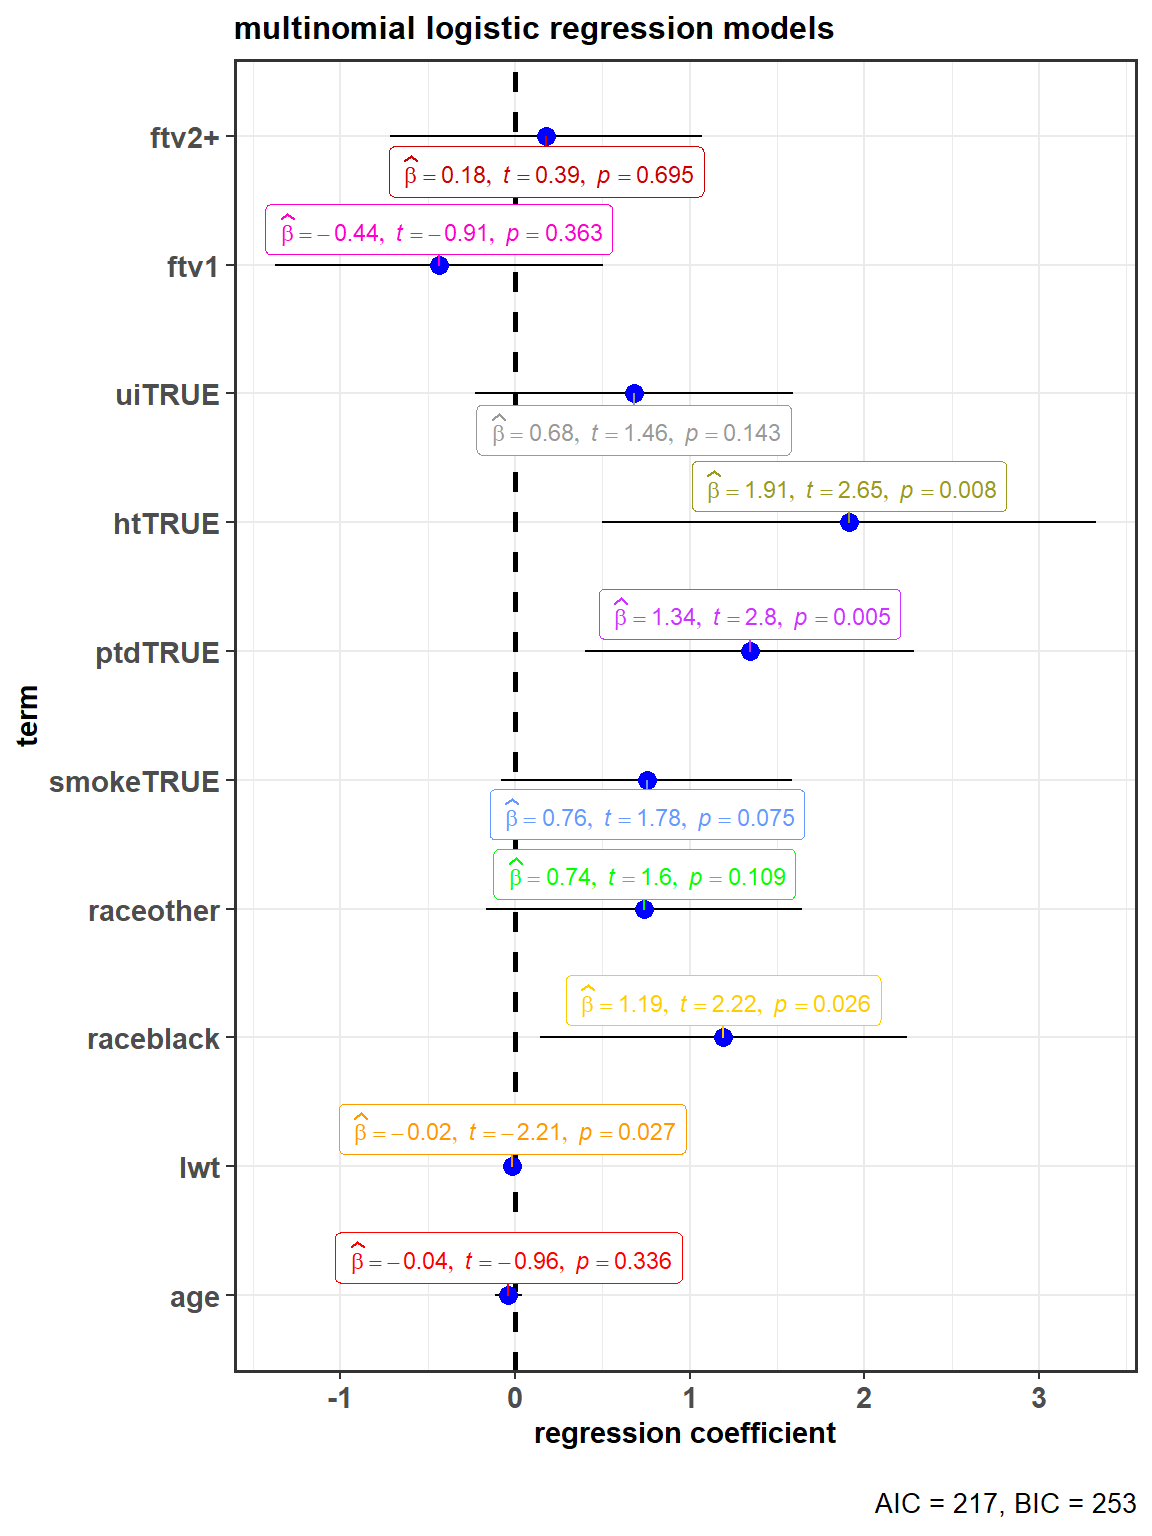 multinomial logistic regression models
ftv2+
β̂ = 0.18, t = 0.39, p = 0.695
β̂ = −0.44, t = −0.91, p = 0.363
ftv1
uiTRUE
β̂ = 0.68, t = 1.46, p = 0.143
β̂ = 1.91, t = 2.65, p = 0.008
htTRUE
β̂ = 1.34, t = 2.8, p = 0.005
ptdTRUE
term
smokeTRUE
β̂ = 0.76, t = 1.78, p = 0.075
β̂ = 0.74, t = 1.6, p = 0.109
raceother
β̂ = 1.19, t = 2.22, p = 0.026
raceblack
β̂ = −0.02, t = −2.21, p = 0.027
lwt
β̂ = −0.04, t = −0.96, p = 0.336
age
-1 0 1 2 3
regression coefficient
AIC = 217, BIC = 253